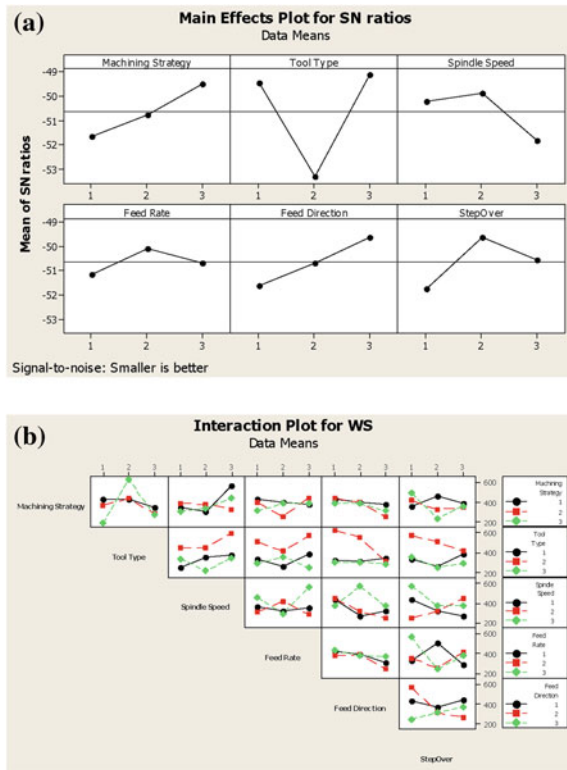 (a)
Main Effects Plot for SN ratios
Data Means
Machining Strategy
Tool Type
Spindle Speed
-49
-50
-51
-52
-53
1 2 3
1 2 3
1 2 3
Mean of SN ratios
Feed Rate
Feed Direction
StepOver
-49
-50
-51
-52
-53
1 2 3
1 2 3
1 2 3
Signal-to-noise: Smaller is better
(b)
Interaction Plot for WS
Data Means
1 2 3
1 2 3
1 2 3
1 2 3
1 2 3
Machining Strategy
600
400
200
Machining
Strategy
1
2
3
Tool Type
600
400
200
Tool
Type
1
2
3
Spindle Speed
600
400
200
Spindle
Speed
1
2
3
Feed Rate
600
400
200
Feed
Rate
1
2
3
Feed Direction
600
400
200
Feed
Direction
1
2
3
StepOver